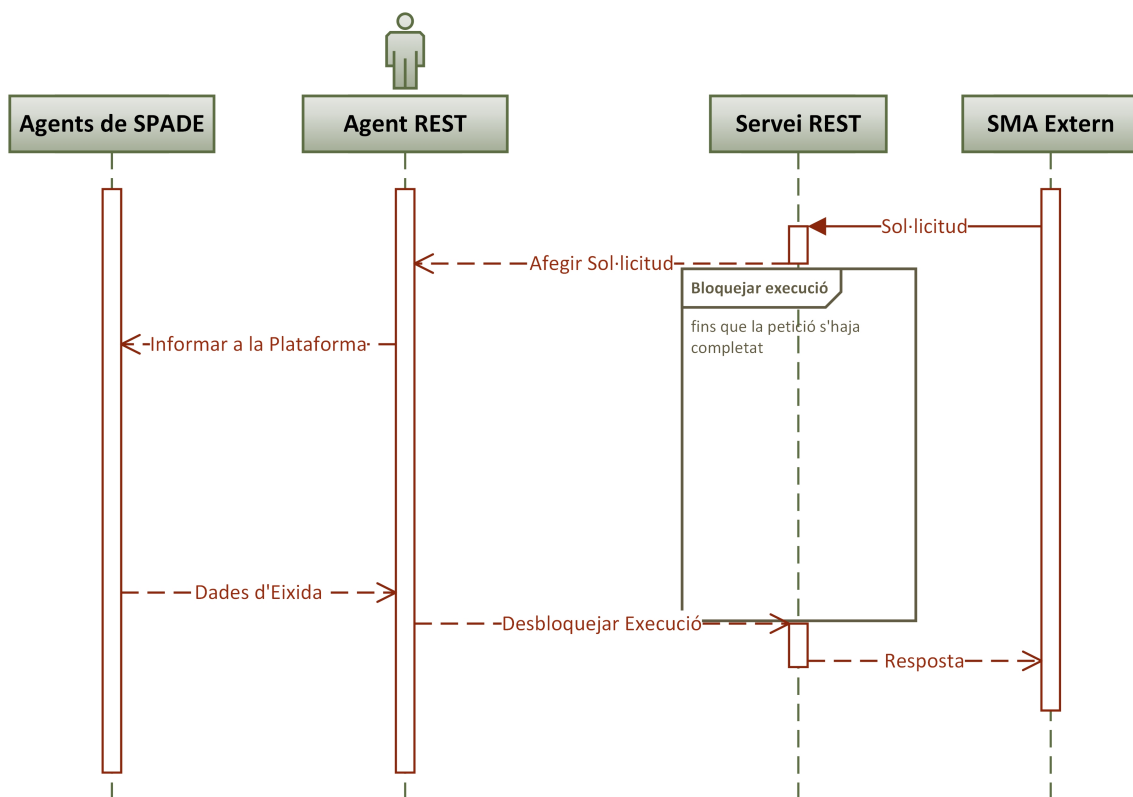 Agents de SPADE
Agent REST
Servei REST
SMA Extern
Sol·licitud
Afegir Sol·licitud
Bloquejar execució
fins que la petició s'haja
completat
Informar a la Plataforma
Dades d'Eixida
Desbloquejar Execució
Resposta